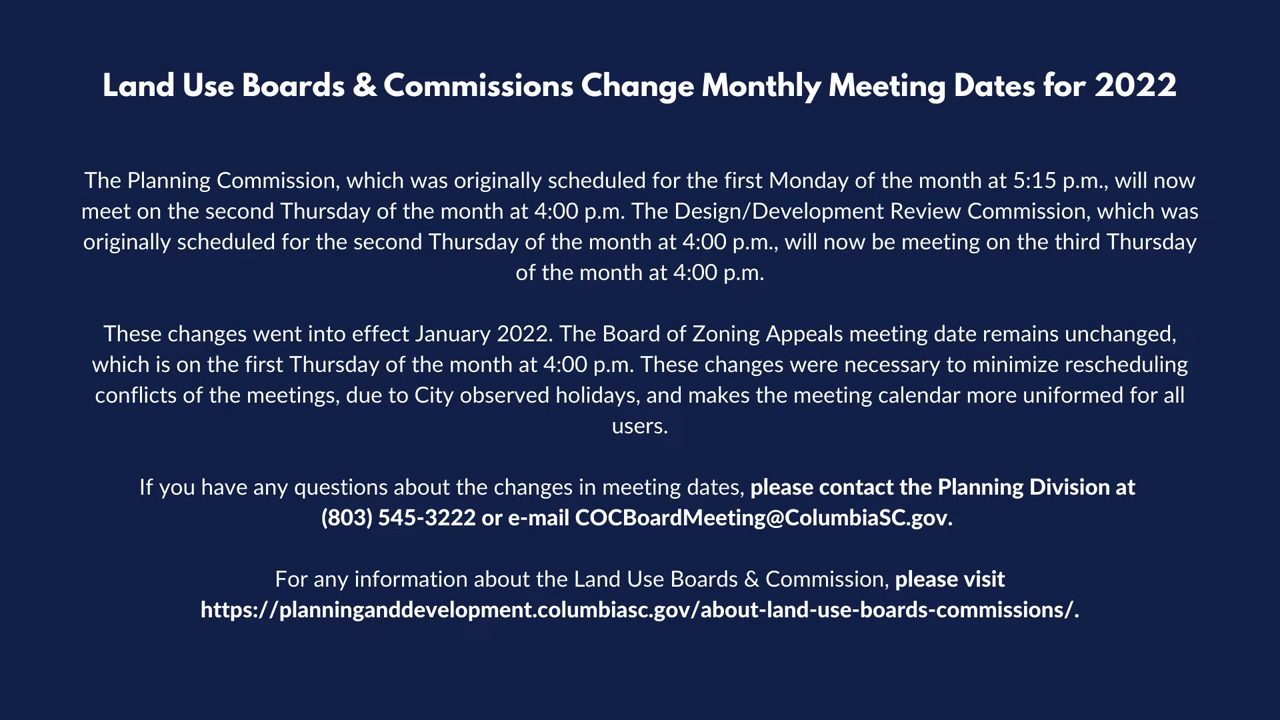 Land Use Boards & Commissions Change Monthly Meeting Dates for 2022
The Planning Commission, which was originally scheduled for the first Monday of the month at 5:15 p.m., will now
meet on the second Thursday of the month at 4:00 p.m. The Design/Development Review Commission, which was
originally scheduled for the second Thursday of the month at 4:00 p.m., will now be meeting on the third Thursday
of the month at 4:00 p.m.
These changes went into effect January 2022. The Board of Zoning Appeals meeting date remains unchanged,
which is on the first Thursday of the month at 4:00 p.m. These changes were necessary to minimize rescheduling
conflicts of the meetings, due to City observed holidays, and makes the meeting calendar more uniformed for all
users.
If you have any questions about the changes in meeting dates, please contact the Planning Division at
(803) 545-3222 or e-mail COCBoardMeeting@ColumbiaSC.gov.
For any information about the Land Use Boards & Commission, please visit
https://planninganddevelopment.columbiasc.gov/about-land-use-boards-commissions/.